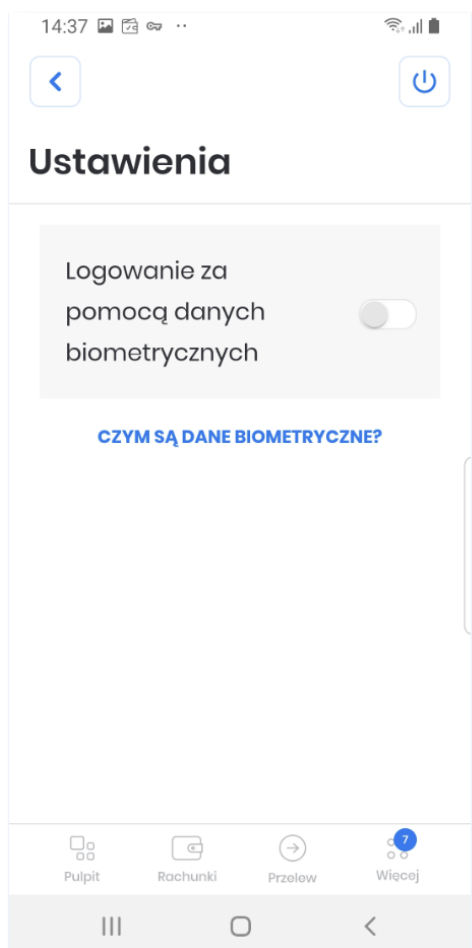 14:37
Ustawienia
Logowanie za
pomocą danych
biometrycznych
CZYM SĄ DANE BIOMETRYCZNE?
7
Pulpit Rachunki Przelew Więcej